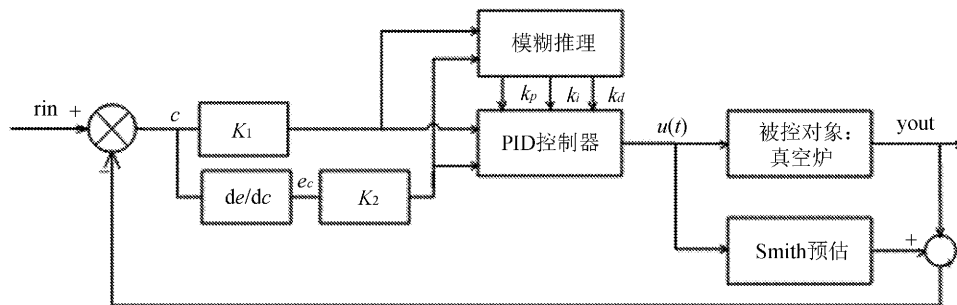 模糊推理
rin
+
c
K1
kp
ki
kd
PID控制器
u(t)
被控对象:
真空炉
yout
de/dc
ec
K2
Smith预估
+
-